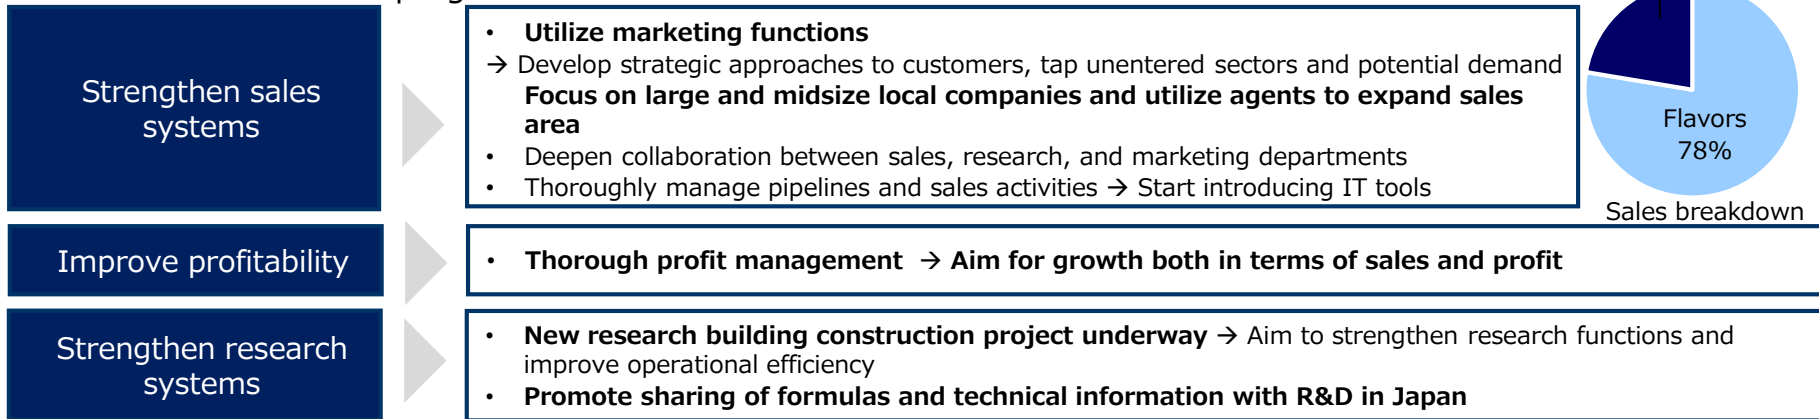 Strengthen sales
systems
• Utilize marketing functions
→ Develop strategic approaches to customers, tap unentered sectors and potential demand
Focus on large and midsize local companies and utilize agents to expand sales
area
• Deepen collaboration between sales, research, and marketing departments
• Thoroughly manage pipelines and sales activities → Start introducing IT tools
Flavors
78%
Sales breakdown
Improve profitability
• Thorough profit management → Aim for growth both in terms of sales and profit
Strengthen research
systems
• New research building construction project underway → Aim to strengthen research functions and
improve operational efficiency
• Promote sharing of formulas and technical information with R&D in Japan